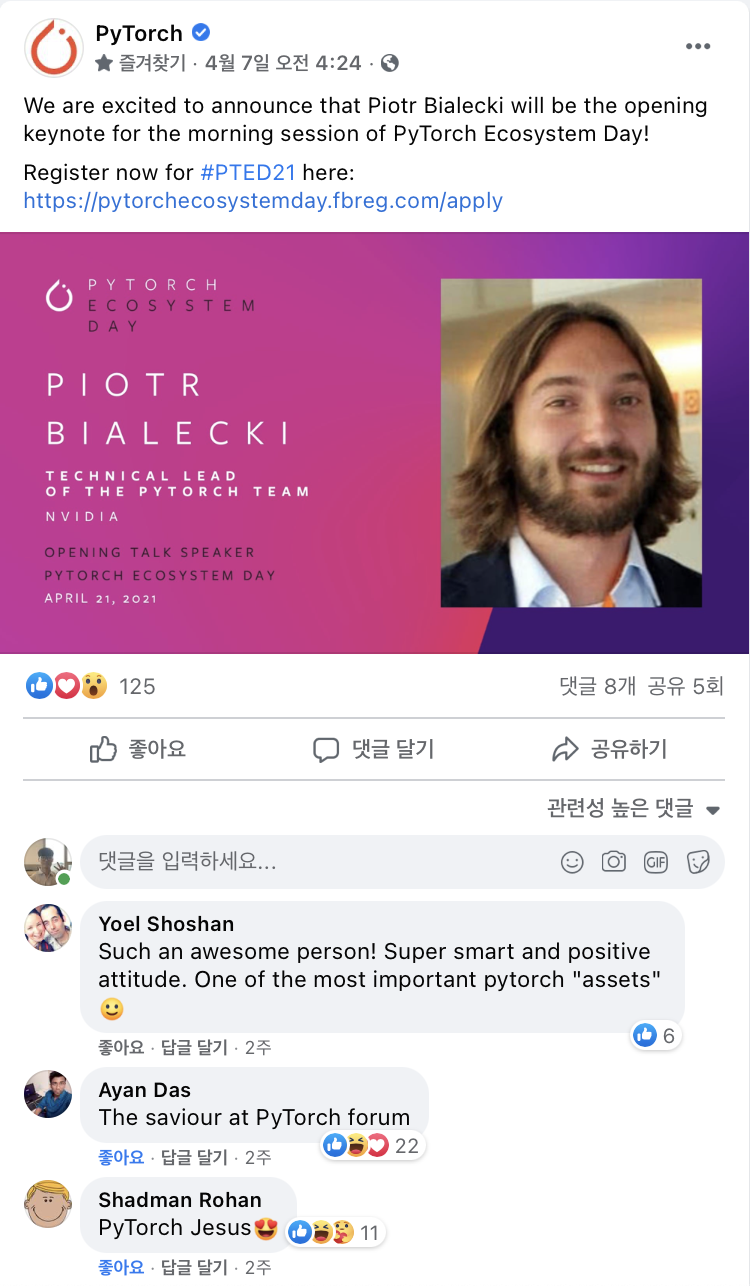 PyTorch
즐겨찾기 · 4월 7일 오전 4:24 ·
We are excited to announce that Piotr Bialecki will be the opening
keynote for the morning session of PyTorch Ecosystem Day!
Register now for #PTED21 here:
https://pytorchecosystemday.fbreg.com/apply
PYTORCH
ECOSYSTEM
DAY
PIOTR
BIALECKI
TECHNICAL LEAD
OF THE PYTORCH TEAM
NVIDIA
OPENING TALK SPEAKER
PYTORCH ECOSYSTEM DAY
APRIL 21, 2021
125
댓글 8개 공유 5회
좋아요 댓글 달기 공유하기
관련성 높은 댓글
댓글을 입력하세요...
GIF
Yoel Shoshan
Such an awesome person! Super smart and positive
attitude. One of the most important pytorch "assets"
🙂
6
좋아요 · 답글 달기 · 2주
Ayan Das
The saviour at PyTorch forum
22
좋아요 · 답글 달기 · 2주
Shadman Rohan
PyTorch Jesus😍
11
좋아요 · 답글 달기 · 2주